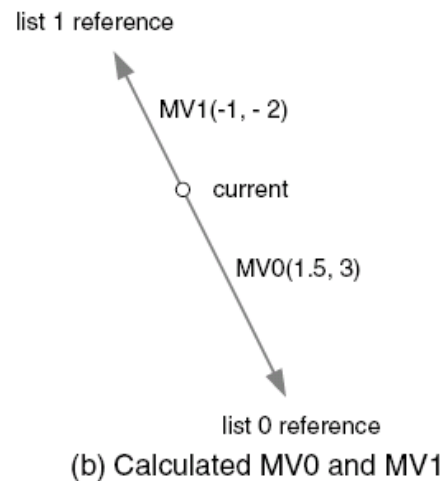 list 1 reference
MV1(-1, - 2)
current
MV0(1.5, 3)
list 0 reference
(b) Calculated MV0 and MV1